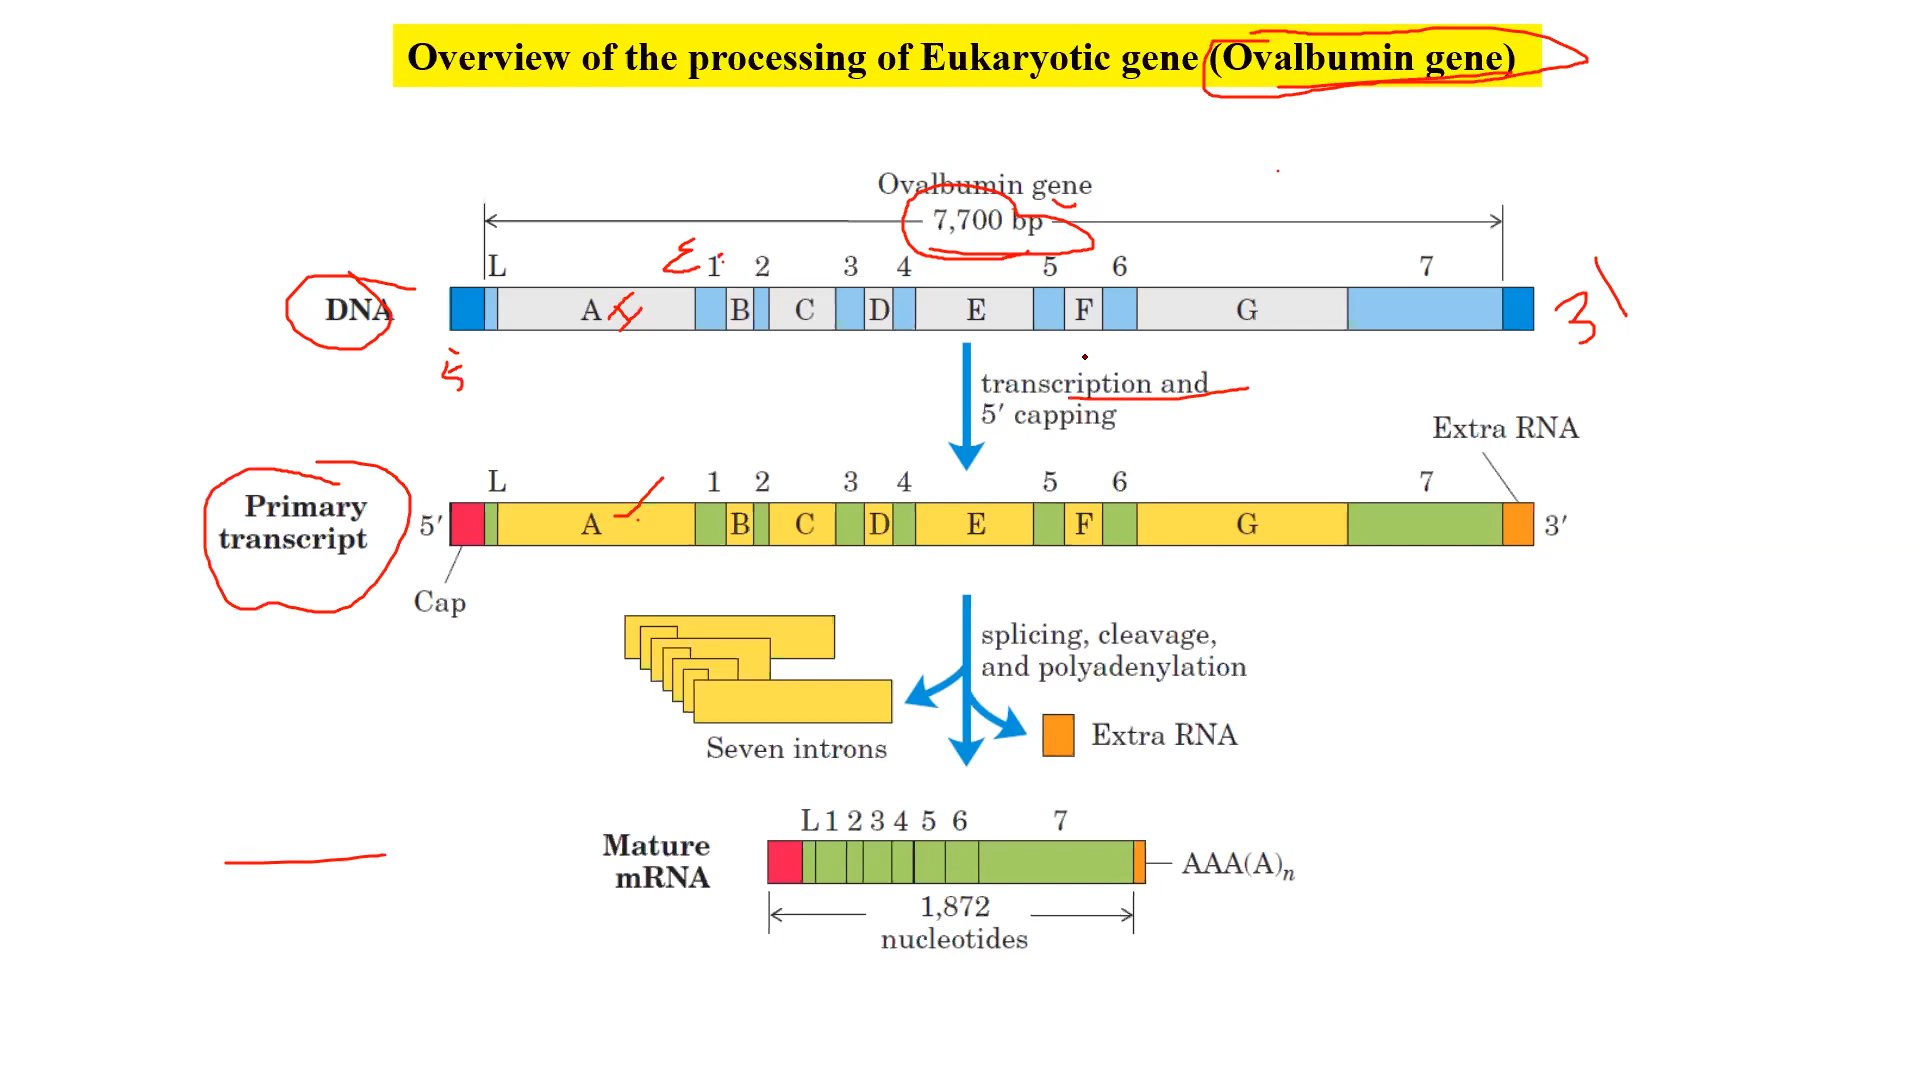 Overview of the processing of Eukaryotic gene (Ovalbumin gene)
Ovalbumin gene
7,700 bp
E
L 1 2 3 4 5 6 7
DNA A I B C D E F G 3'
5
transcription and
5′ capping
Extra RNA
L 1 2 3 4 5 6 7
Primary
transcript
5′ A B C D E F G 3′
Cap
splicing, cleavage,
and polyadenylation
Seven introns
Extra RNA
L 1 2 3 4 5 6 7
Mature
mRNA
AAA(A)n
1,872
nucleotides